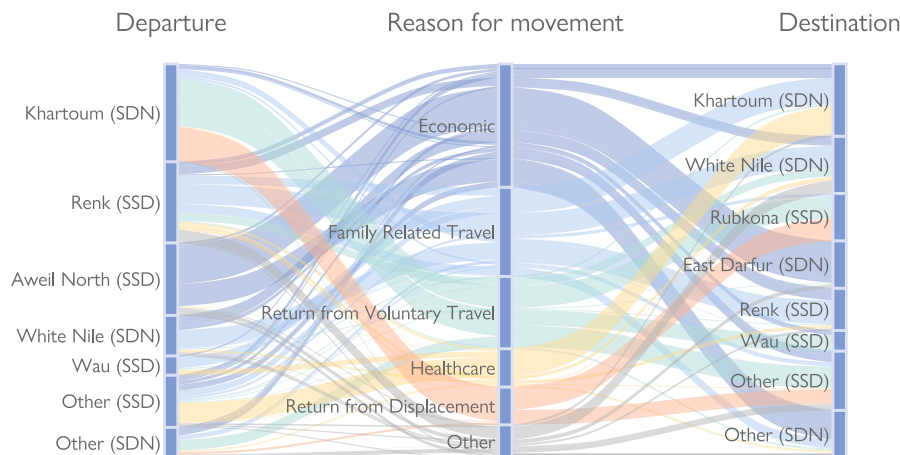 Departure
Reason for movement
Destination
Khartoum (SDN)
Renk (SSD)
Aweil North (SSD)
White Nile (SDN)
Wau (SSD)
Other (SSD)
Other (SDN)
Economic
Family Related Travel
Return from Voluntary Travel
Healthcare
Return from Displacement
Other
Khartoum (SDN)
White Nile (SDN)
Rubkona (SSD)
East Darfur (SDN)
Renk (SSD)
Wau (SSD)
Other (SSD)
Other (SDN)